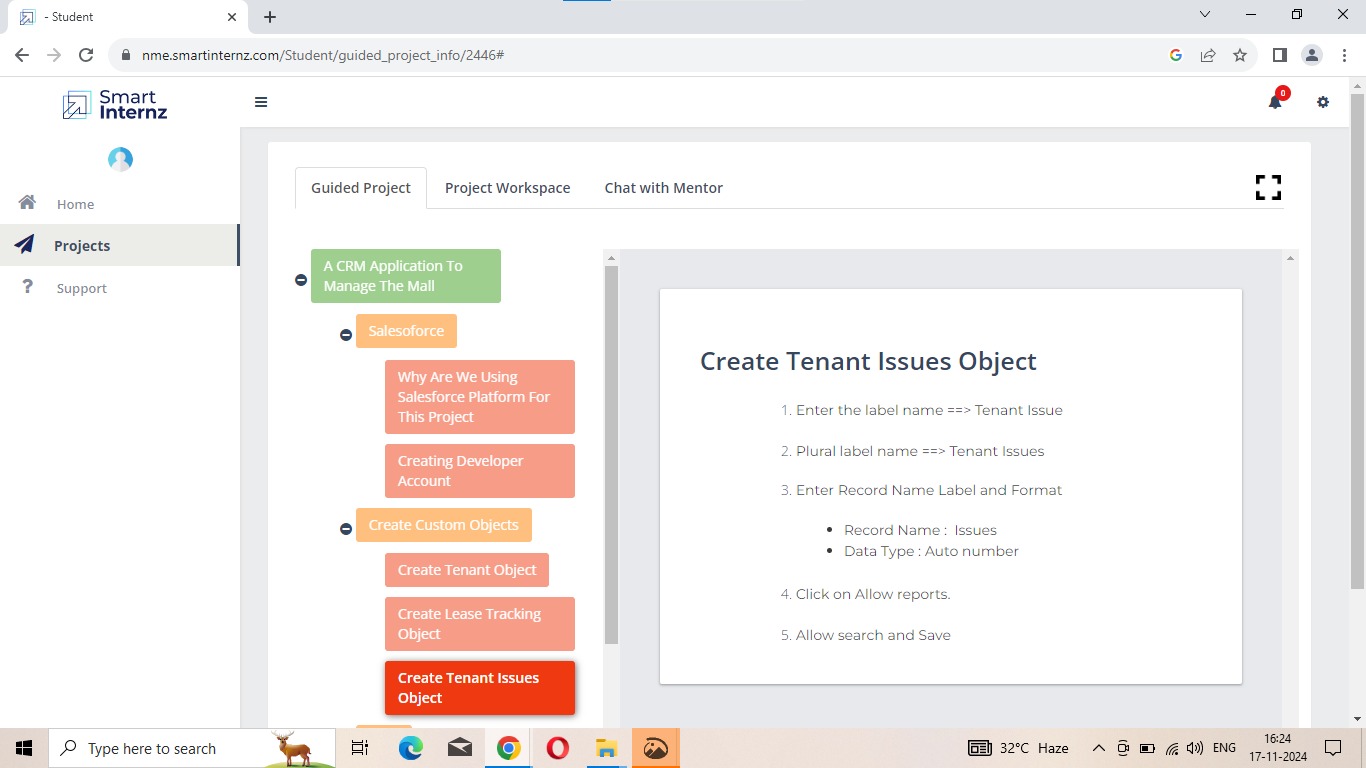 - Student
nme.smartinternz.com/Student/guided_project_info/2446#
Smart
Internz
0
Home
Projects
Support
Guided Project
Project Workspace
Chat with Mentor
A CRM Application To
Manage The Mall
Salesoforce
Why Are We Using
Salesforce Platform For
This Project
Creating Developer
Account
Create Custom Objects
Create Tenant Object
Create Lease Tracking
Object
Create Tenant Issues
Object
Create Tenant Issues Object
1. Enter the label name ==> Tenant Issue
2. Plural label name ==> Tenant Issues
3. Enter Record Name Label and Format
• Record Name : Issues
• Data Type : Auto number
4. Click on Allow reports.
5. Allow search and Save
Type here to search
32°C Haze
ENG
16:24
17-11-2024